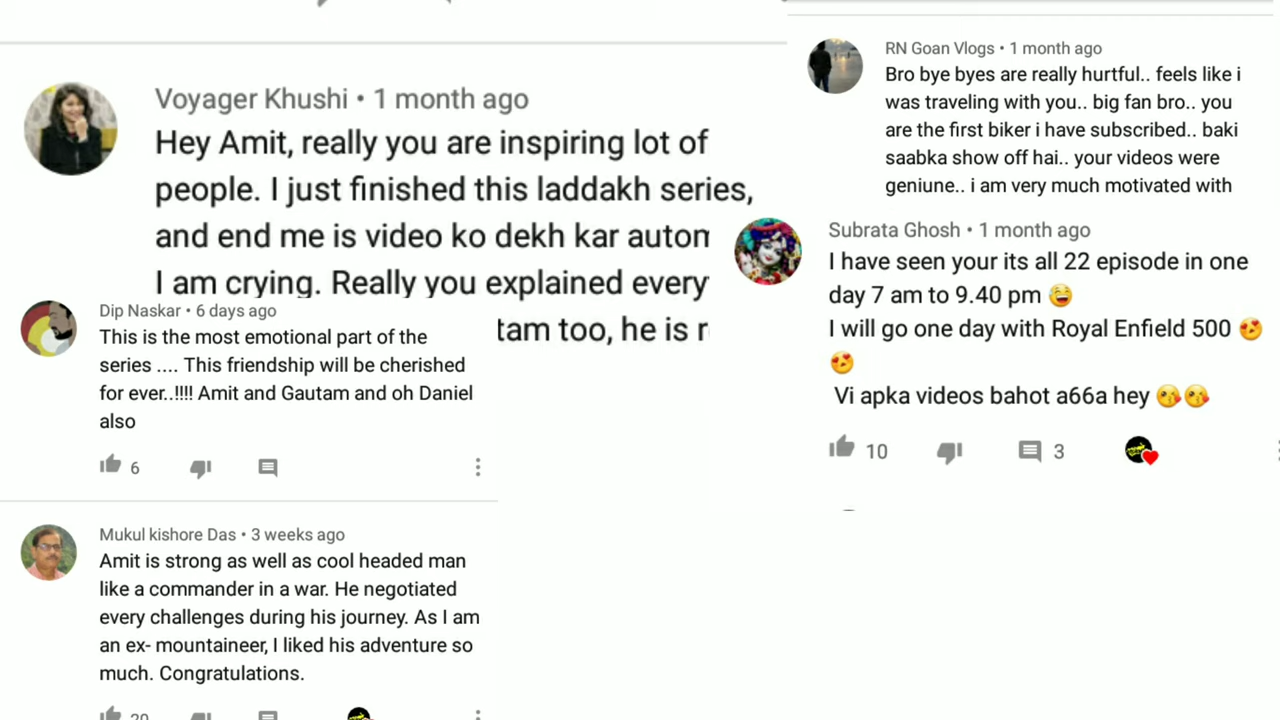 Voyager Khushi • 1 month ago
Hey Amit, really you are inspiring lot of
people. I just finished this laddakh series,
and end me is video ko dekh kar
I am crying. Really you explained every
too, he is
Dip Naskar • 6 days ago
This is the most emotional part of the
series .... This friendship will be cherished
for ever..!!!! Amit and Gautam and oh Daniel
also
6
Mukul kishore Das • 3 weeks ago
Amit is strong as well as cool headed man
like a commander in a war. He negotiated
every challenges during his journey. As I am
an ex- mountaineer, I liked his adventure so
much. Congratulations.
RN Goan Vlogs • 1 month ago
Bro bye byes are really hurtful.. feels like i
was traveling with you.. big fan bro.. you
are the first biker i have subscribed.. baki
saabka show off hai.. your videos were
geniune.. i am very much motivated with
Subrata Ghosh • 1 month ago
I have seen your its all 22 episode in one
day 7 am to 9.40 pm 😅
I will go one day with Royal Enfield 500 😍
😍
Vi apka videos bahot a66a hey 😘😘
10 3